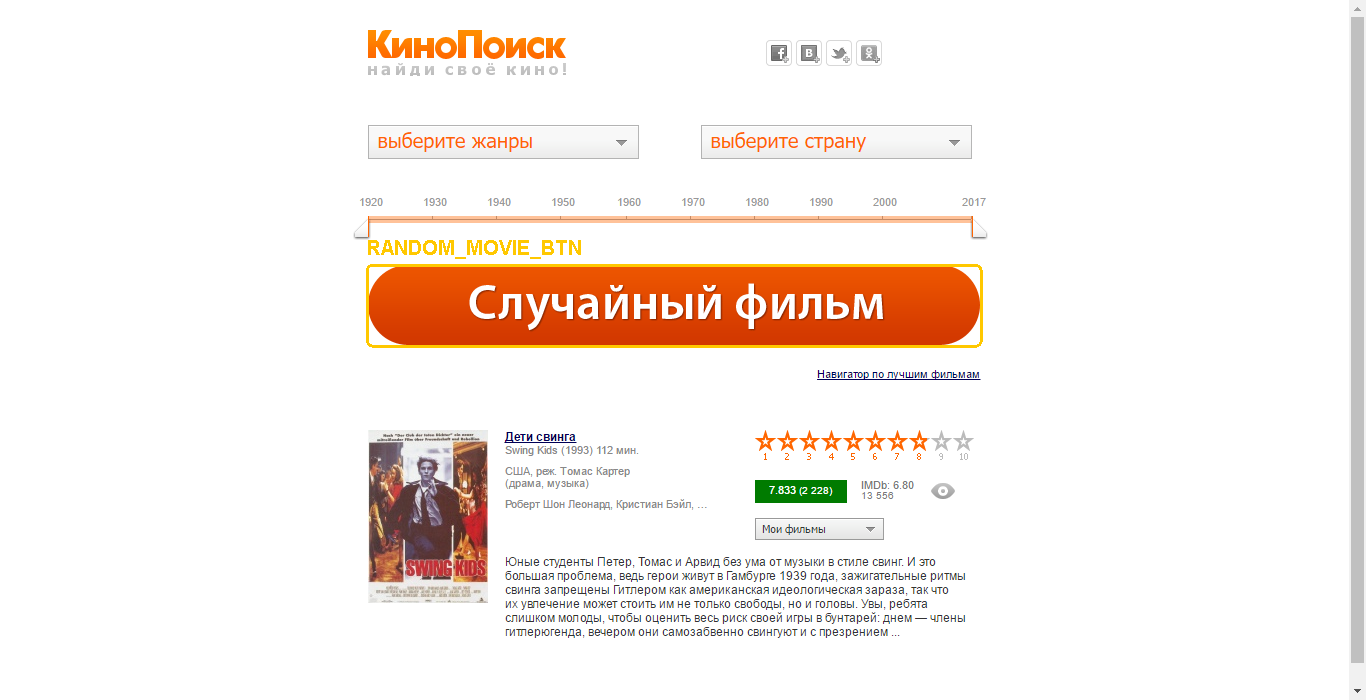 КиноПоиск
найди своё кино!
выберите жанры
выберите страну
1920 1930 1940 1950 1960 1970 1980 1990 2000 2017
RANDOM_MOVIE_BTN
Случайный фильм
Навигатор по лучшим фильмам
SWING KIDS
Дети свинга
Swing Kids (1993) 112 мин.
США, реж. Томас Картер
(драма, музыка)
Роберт Шон Леонард, Кристиан Бэйл, ...
1 2 3 4 5 6 7 8 9 10
7.833 (2 228)
IMDb: 6.80
13 556
Мои фильмы
Юные студенты Петер, Томас и Арвид без ума от музыки в стиле свинг. И это
большая проблема, ведь герои живут в Гамбурге 1939 года, зажигательные ритмы
свинга запрещены Гитлером как американская идеологическая зараза, так что
их увлечение может стоить им не только свободы, но и головы. Увы, ребята
слишком молоды, чтобы оценить весь риск своей игры в бунтарей: днем — члены
гитлерюгенда, вечером они самозабвенно свингуют и с презрением ...